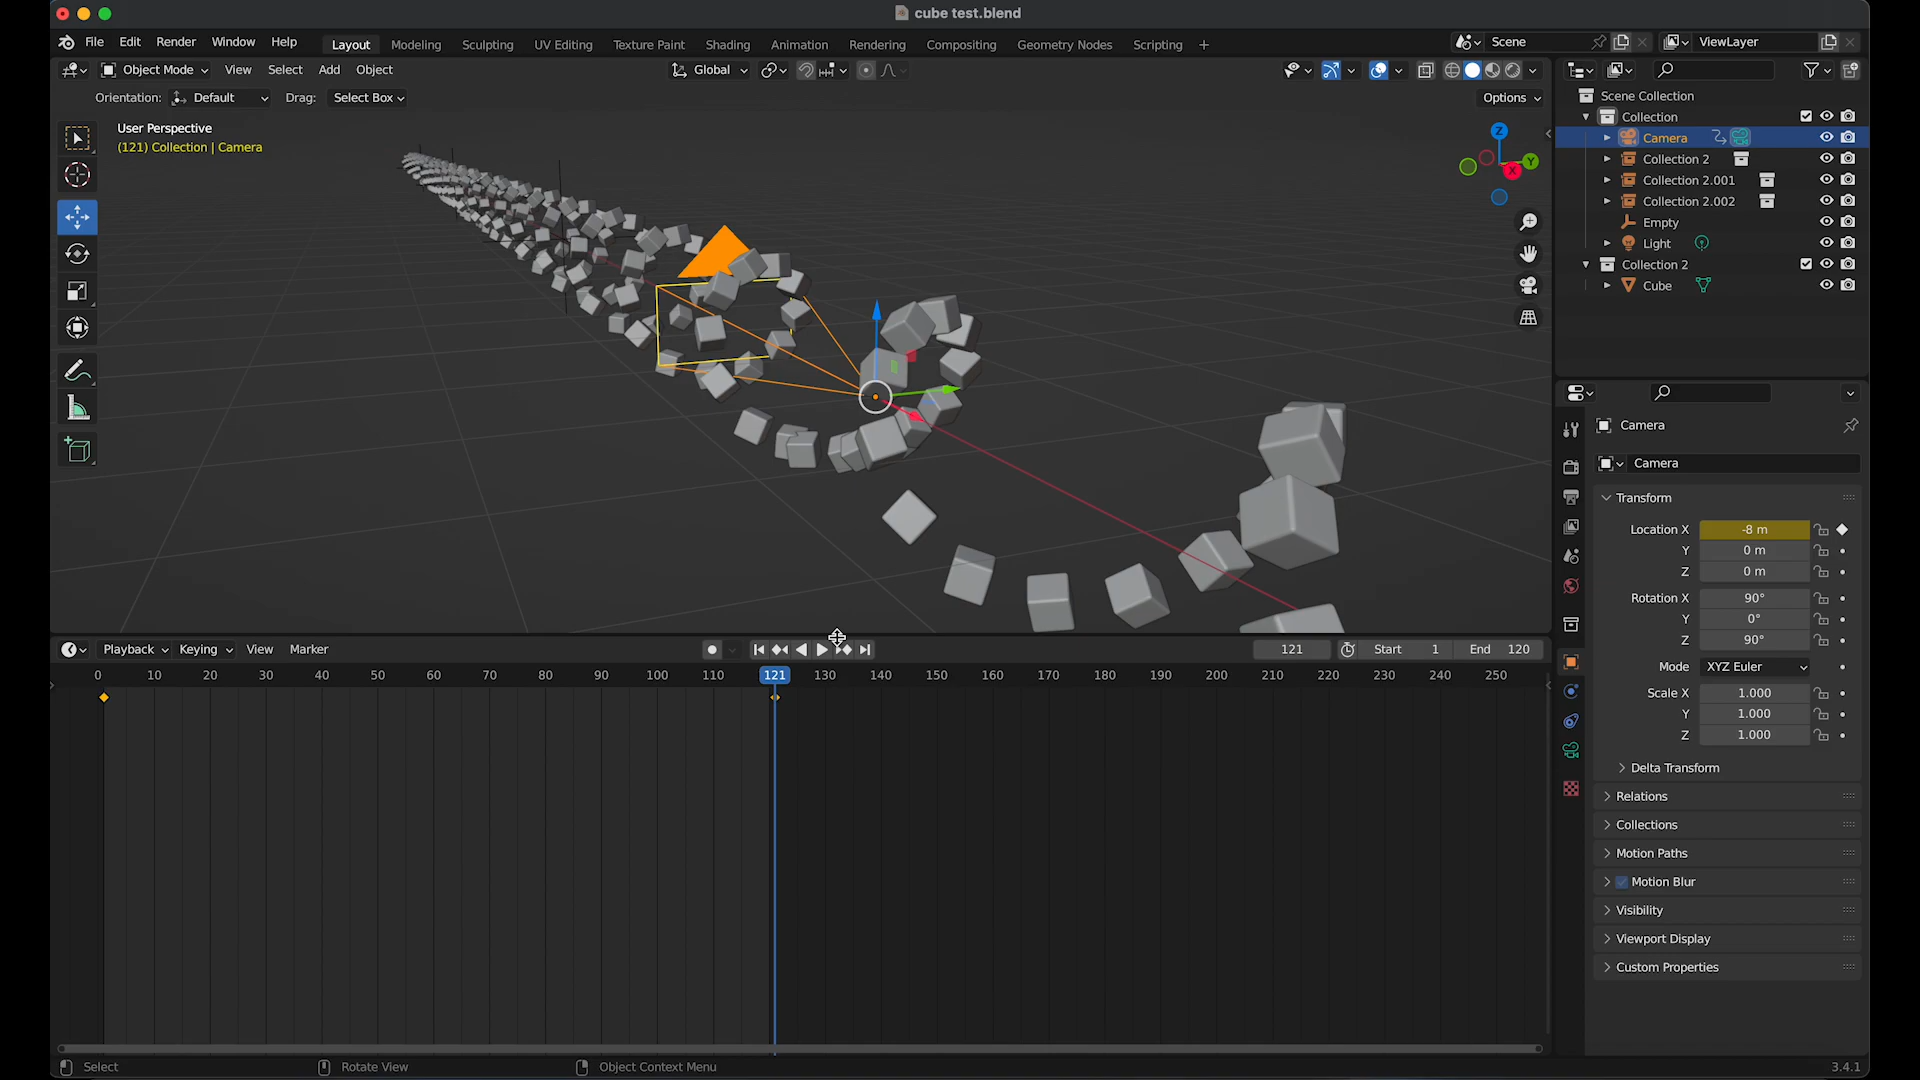 cube test.blend
File Edit Render Window Help Layout Modeling Sculpting UV Editing Texture Paint Shading Animation Rendering Compositing Geometry Nodes Scripting + Scene ViewLayer
Object Mode View Select Add Object Global
Orientation: Default Drag: Select Box Options
User Perspective
(121) Collection | Camera
Z
Y
X
Scene Collection
Collection
Camera
Collection 2
Collection 2.001
Collection 2.002
Empty
Light
Collection 2
Cube
Camera
Camera
Transform
Location X -8 m
Y 0 m
Z 0 m
Rotation X 90°
Y 0°
Z 90°
Mode XYZ Euler
Scale X 1.000
Y 1.000
Z 1.000
Delta Transform
Relations
Collections
Motion Paths
Motion Blur
Visibility
Viewport Display
Custom Properties
Playback Keying View Marker 121 Start 1 End 120
0 10 20 30 40 50 60 70 80 90 100 110 121 130 140 150 160 170 180 190 200 210 220 230 240 250
Select Rotate View Object Context Menu 3.4.1